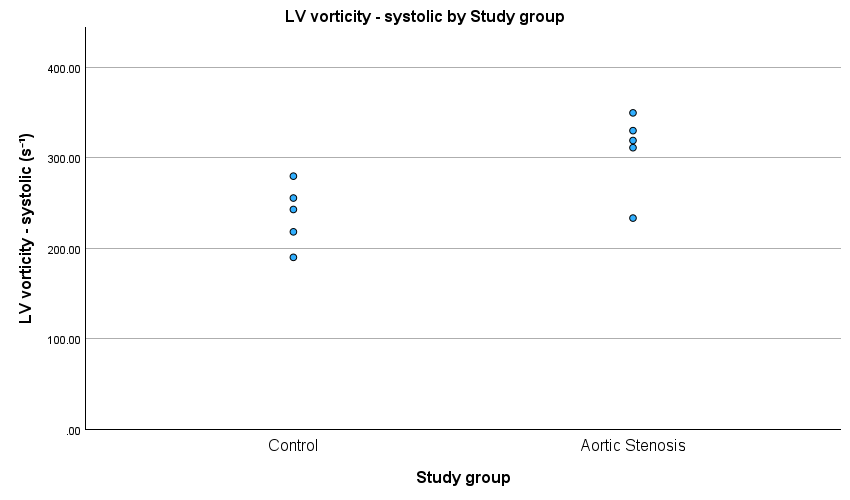 LV vorticity - systolic by Study group
400.00
300.00
200.00
100.00
.00
LV vorticity - systolic (s⁻¹)
Control
Aortic Stenosis
Study group